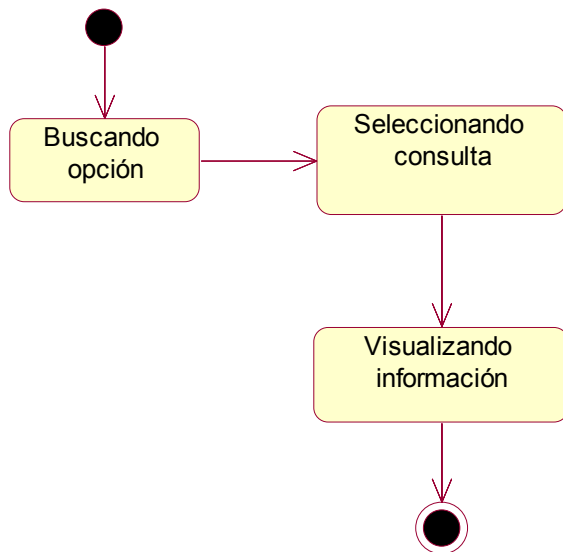 Buscando
opción
Seleccionando
consulta
Visualizando
información